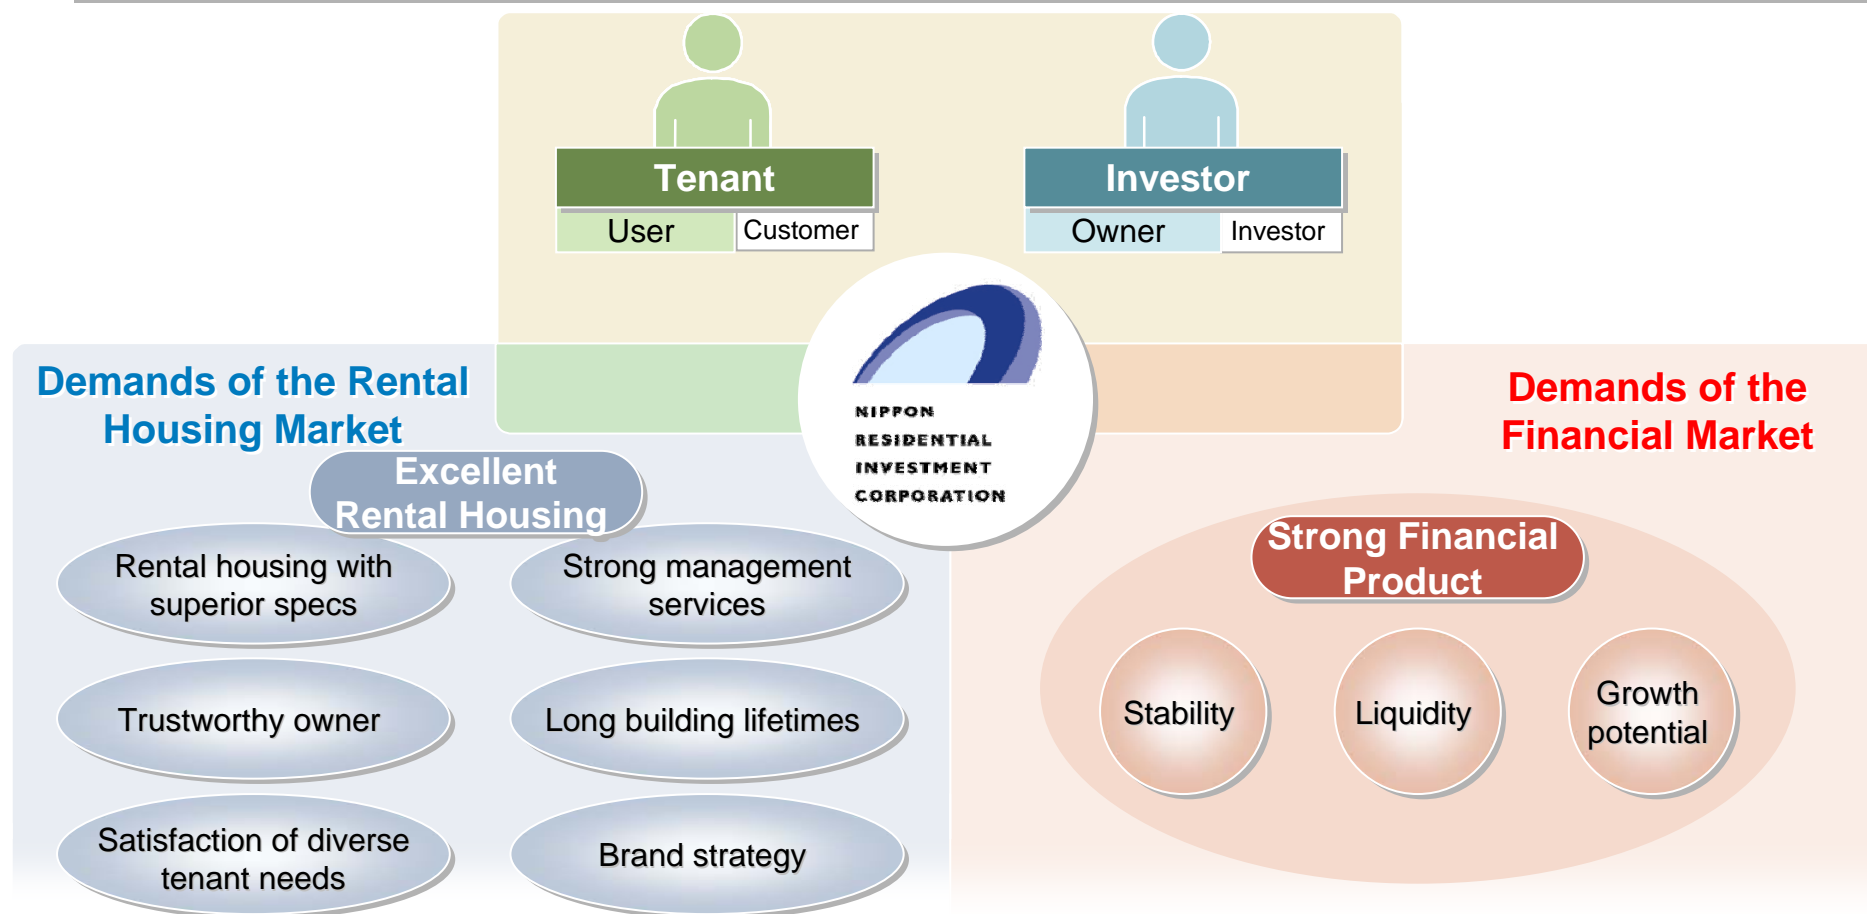 Tenant
User
Customer
Investor
Owner
Investor
NIPPON
RESIDENTIAL
INVESTMENT
CORPORATION
Demands of the Rental
Housing Market
Excellent
Rental Housing
Rental housing with
superior specs
Strong management
services
Trustworthy owner
Long building lifetimes
Satisfaction of diverse
tenant needs
Brand strategy
Demands of the
Financial Market
Strong Financial
Product
Stability
Liquidity
Growth
potential